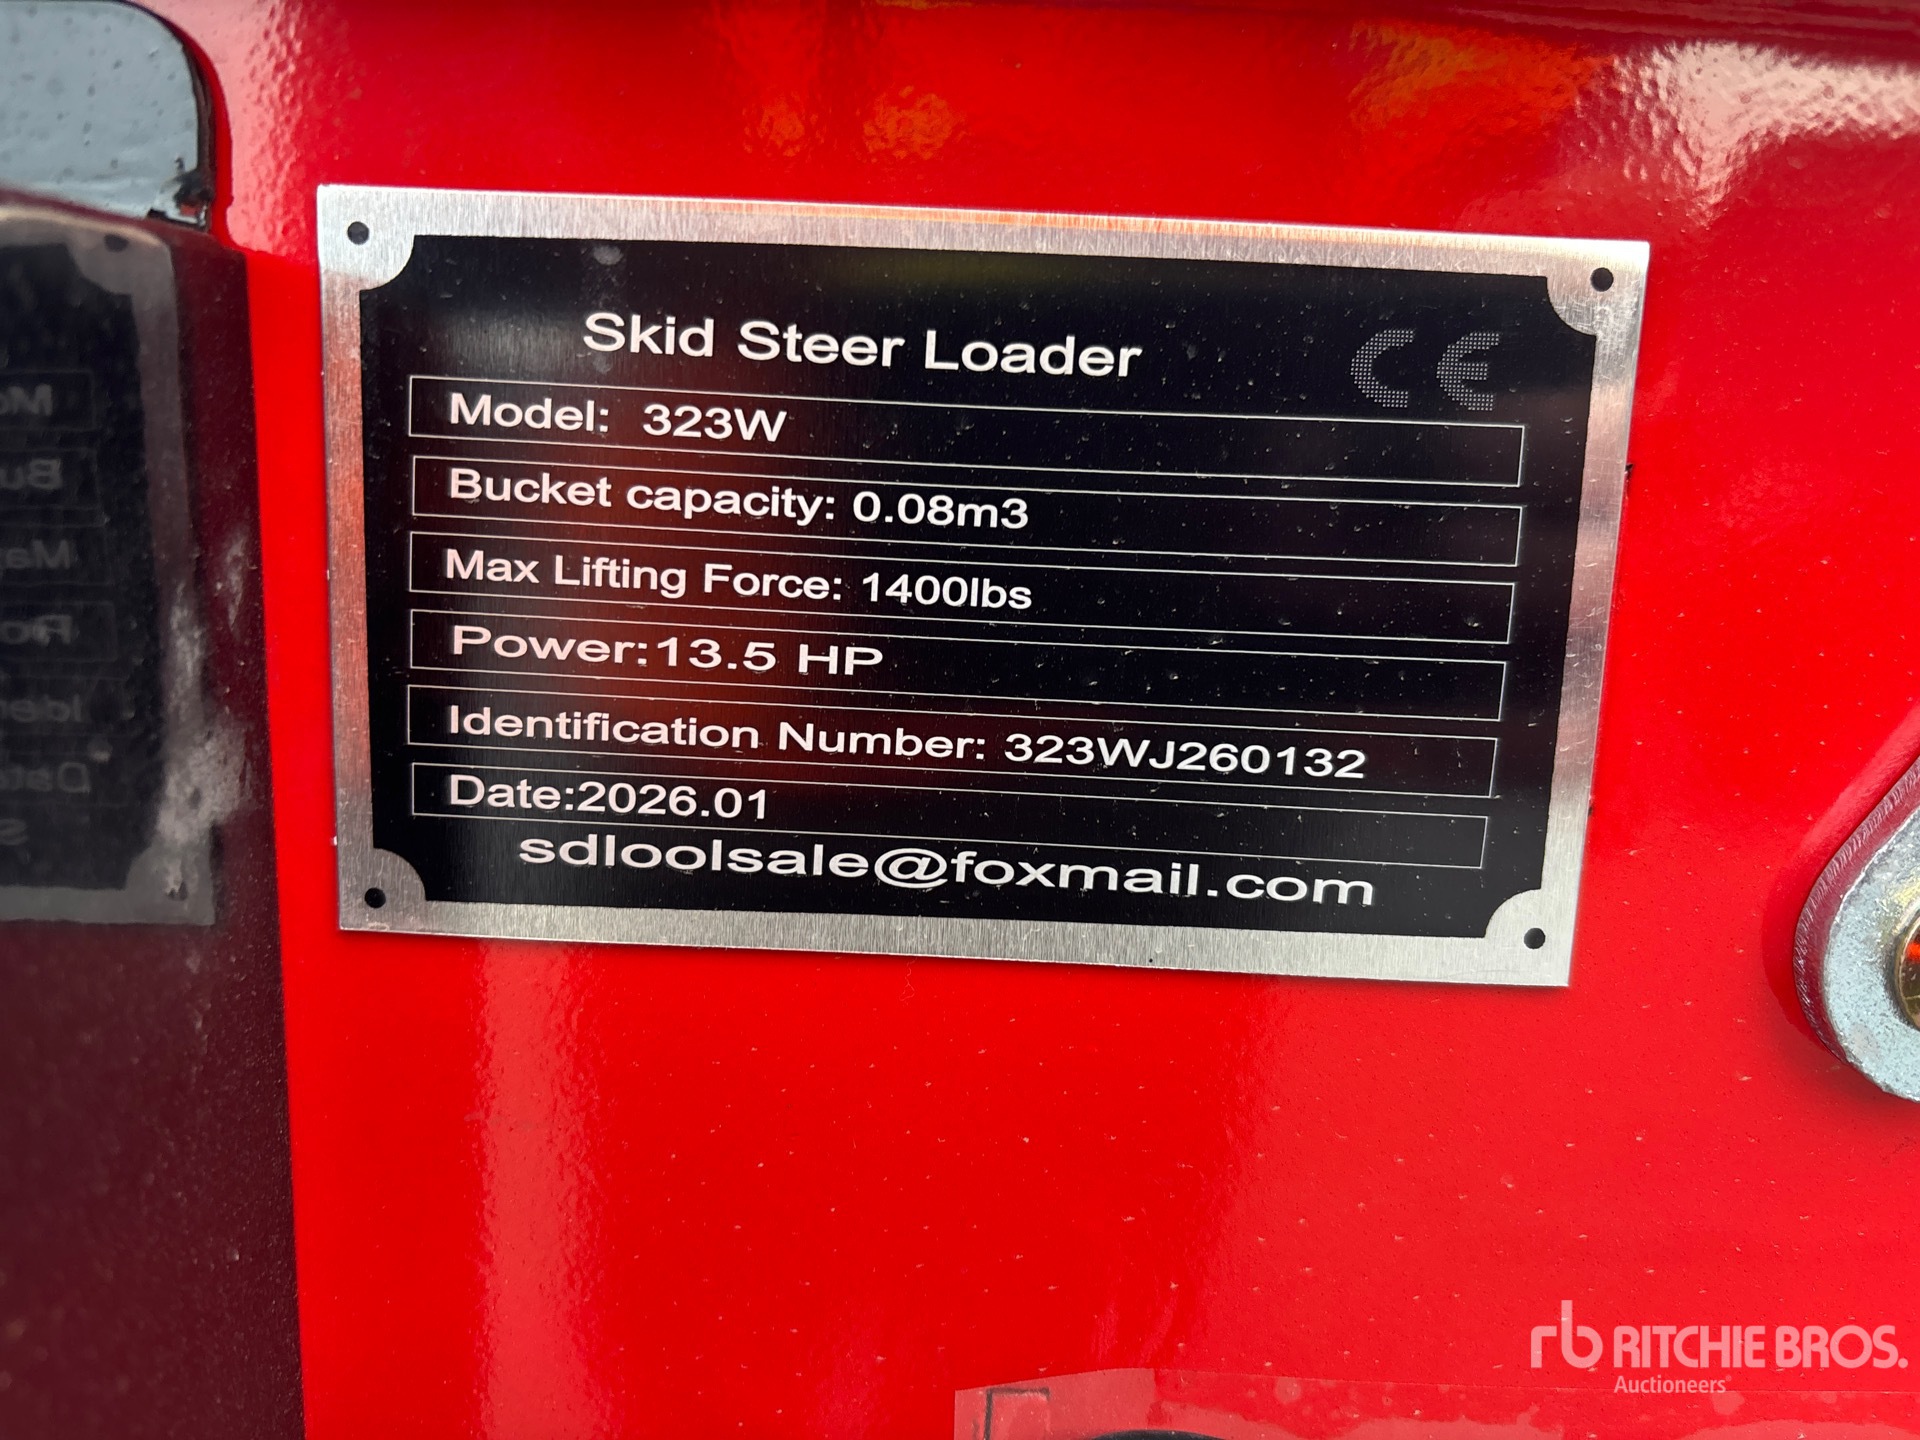 Skid Steer Loader
CE
Model: 323W
Bucket capacity: 0.08m3
Max Lifting Force: 1400lbs
Power:13.5 HP
Identification Number: 323WJ260132
Date:2026.01
sdloolsale@foxmail.com
rb RITCHIE BROS.
Auctioneers